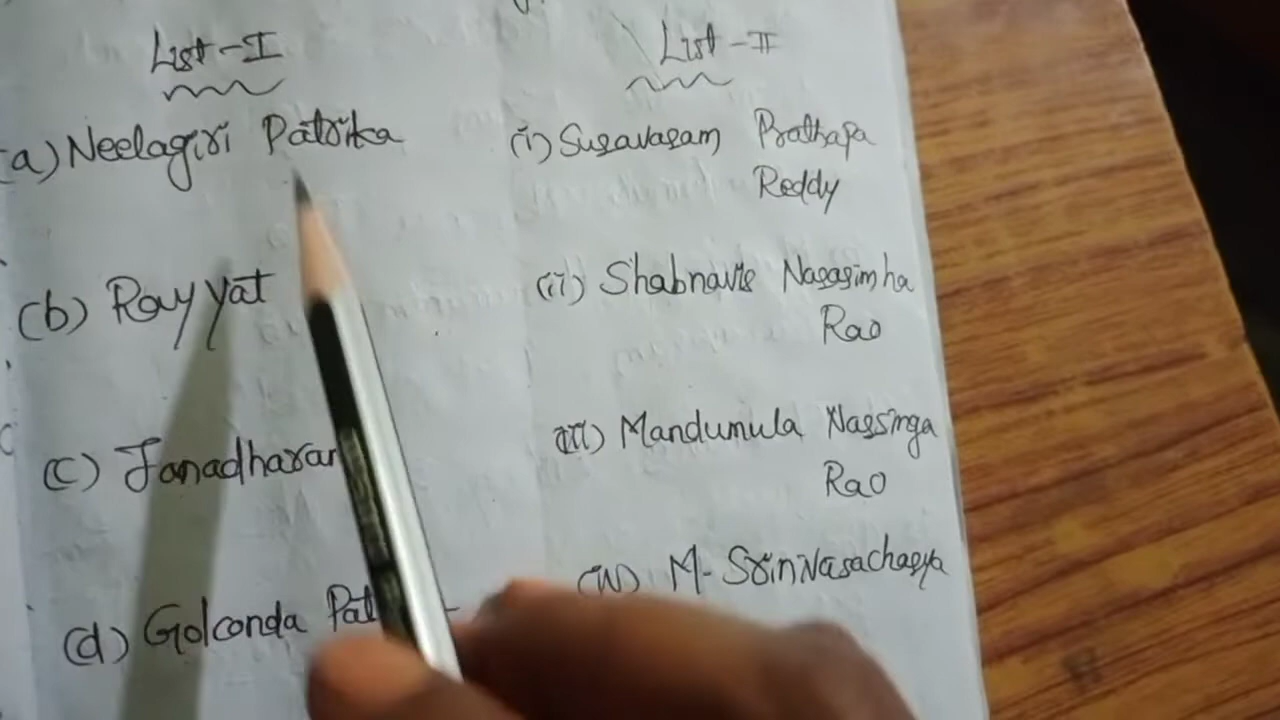 List - I
List - II
(a) Neelagiri Patrika
(i) Suravaram Prathapa
Reddy
(b) Rayyat
(ii) Shabnavis Narasimha
Rao
(c)
(iii) Mandumula Narsinga
Rao
(d) Golconda
(iv) M. Srinivasacharya